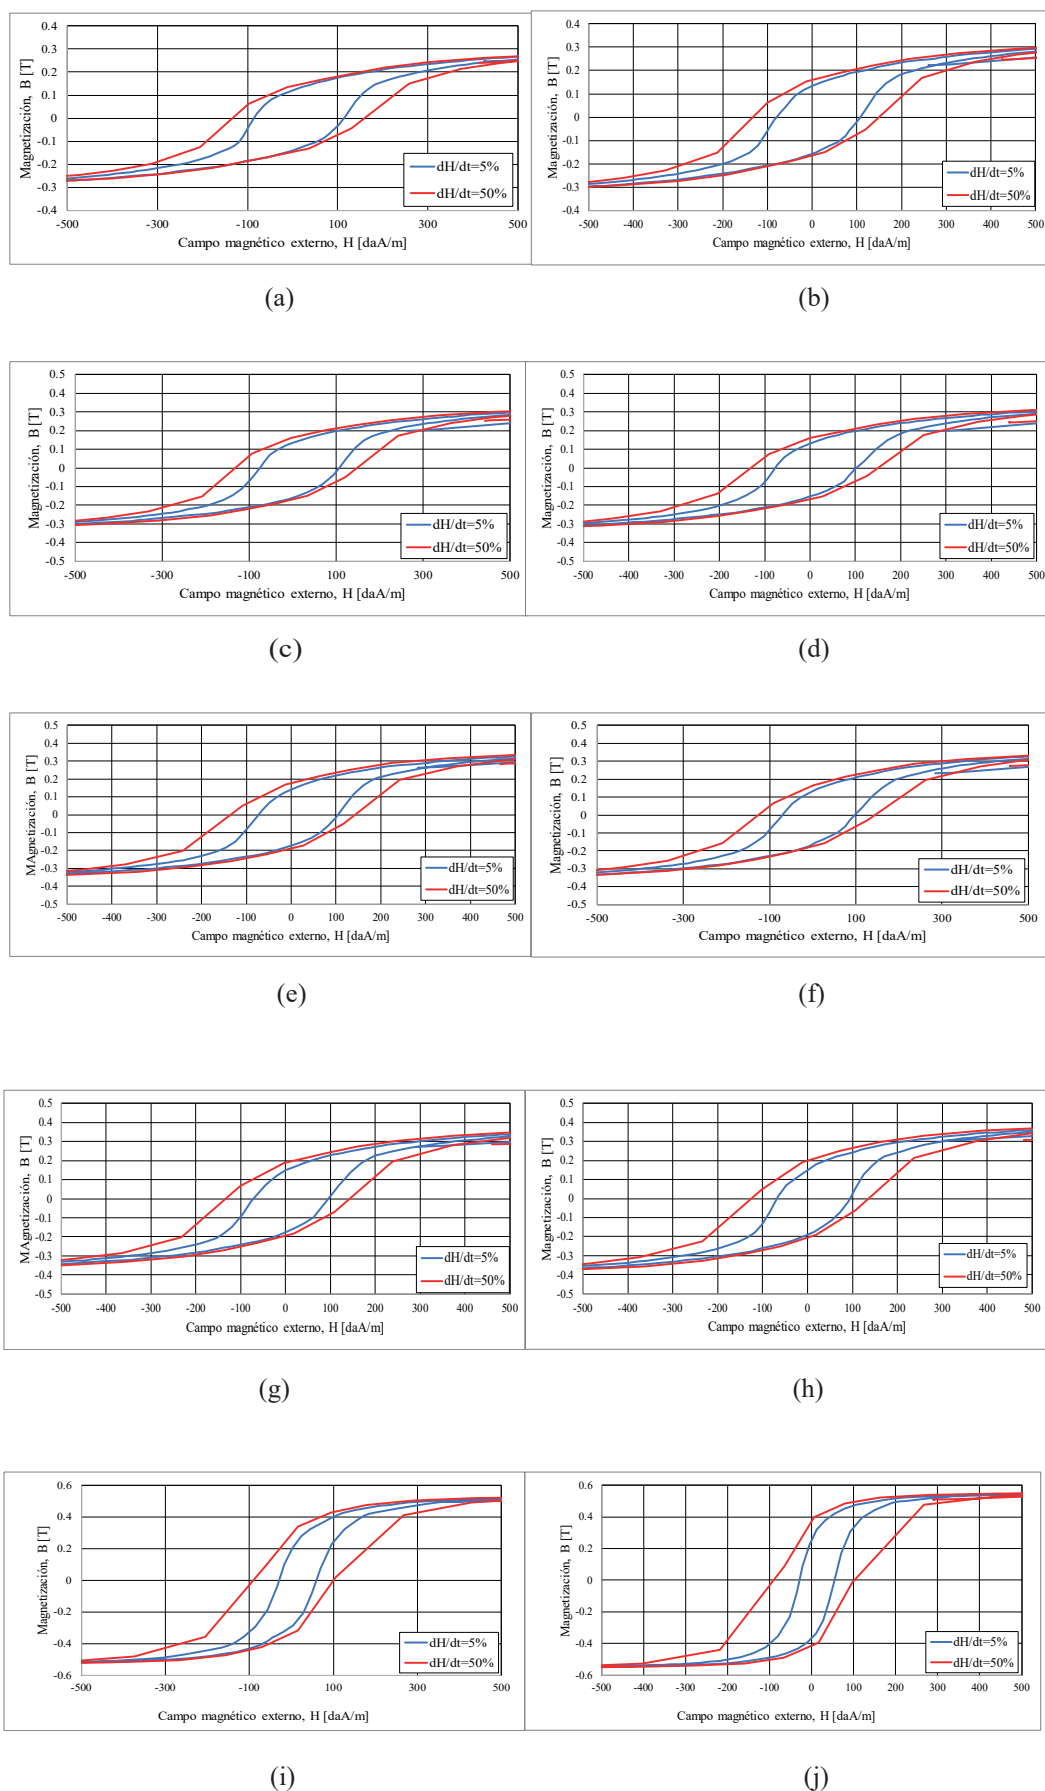 0.4
0.3
0.2
0.1
0
-0.1
-0.2
-0.3
-0.4
Magnetización, B [T]
dH/dt=5%
dH/dt=50%
-500 -300 -100 100 300 500
Campo magnético externo, H [daA/m]
(a)
0.4
0.3
0.2
0.1
0
-0.1
-0.2
-0.3
-0.4
Magnetización, B [T]
dH/dt=5%
dH/dt=50%
-500 -400 -300 -200 -100 0 100 200 300 400 500
Campo magnético externo, H [daA/m]
(b)
0.5
0.4
0.3
0.2
0.1
0
-0.1
-0.2
-0.3
-0.4
-0.5
Magnetización, B [T]
dH/dt=5%
dH/dt=50%
-500 -300 -100 100 300 500
Campo magnético externo, H [daA/m]
(c)
0.5
0.4
0.3
0.2
0.1
0
-0.1
-0.2
-0.3
-0.4
-0.5
Magnetización, B [T]
dH/dt=5%
dH/dt=50%
-500 -400 -300 -200 -100 0 100 200 300 400 500
Campo magnético externo, H [daA/m]
(d)
0.5
0.4
0.3
0.2
0.1
0
-0.1
-0.2
-0.3
-0.4
-0.5
MAgnetización, B [T]
dH/dt=5%
dH/dt=50%
-500 -400 -300 -200 -100 0 100 200 300 400 500
Campo magnético externo, H [daA/m]
(e)
0.5
0.4
0.3
0.2
0.1
0
-0.1
-0.2
-0.3
-0.4
-0.5
Magnetización, B [T]
dH/dt=5%
dH/dt=50%
-500 -300 -100 100 300 500
Campo magnético externo, H [daA/m]
(f)
0.5
0.4
0.3
0.2
0.1
0
-0.1
-0.2
-0.3
-0.4
-0.5
MAgnetización, B [T]
dH/dt=5%
dH/dt=50%
-500 -400 -300 -200 -100 0 100 200 300 400 500
Campo magnético externo, H [daA/m]
(g)
0.5
0.4
0.3
0.2
0.1
0
-0.1
-0.2
-0.3
-0.4
-0.5
Magnetización, B [T]
dH/dt=5%
dH/dt=50%
-500 -400 -300 -200 -100 0 100 200 300 400 500
Campo magnético externo, H [daA/m]
(h)
0.6
0.4
0.2
0
-0.2
-0.4
-0.6
Magnetización, B [T]
dH/dt=5%
dH/dt=50%
-500 -400 -300 -200 -100 0 100 200 300 400 500
Campo magnético externo, H [daA/m]
(i)
0.6
0.4
0.2
0
-0.2
-0.4
-0.6
Magnetización, B [T]
dH/dt=5%
dH/dt=50%
-500 -400 -300 -200 -100 0 100 200 300 400 500
Campo magnético externo, H [daA/m]
(j)